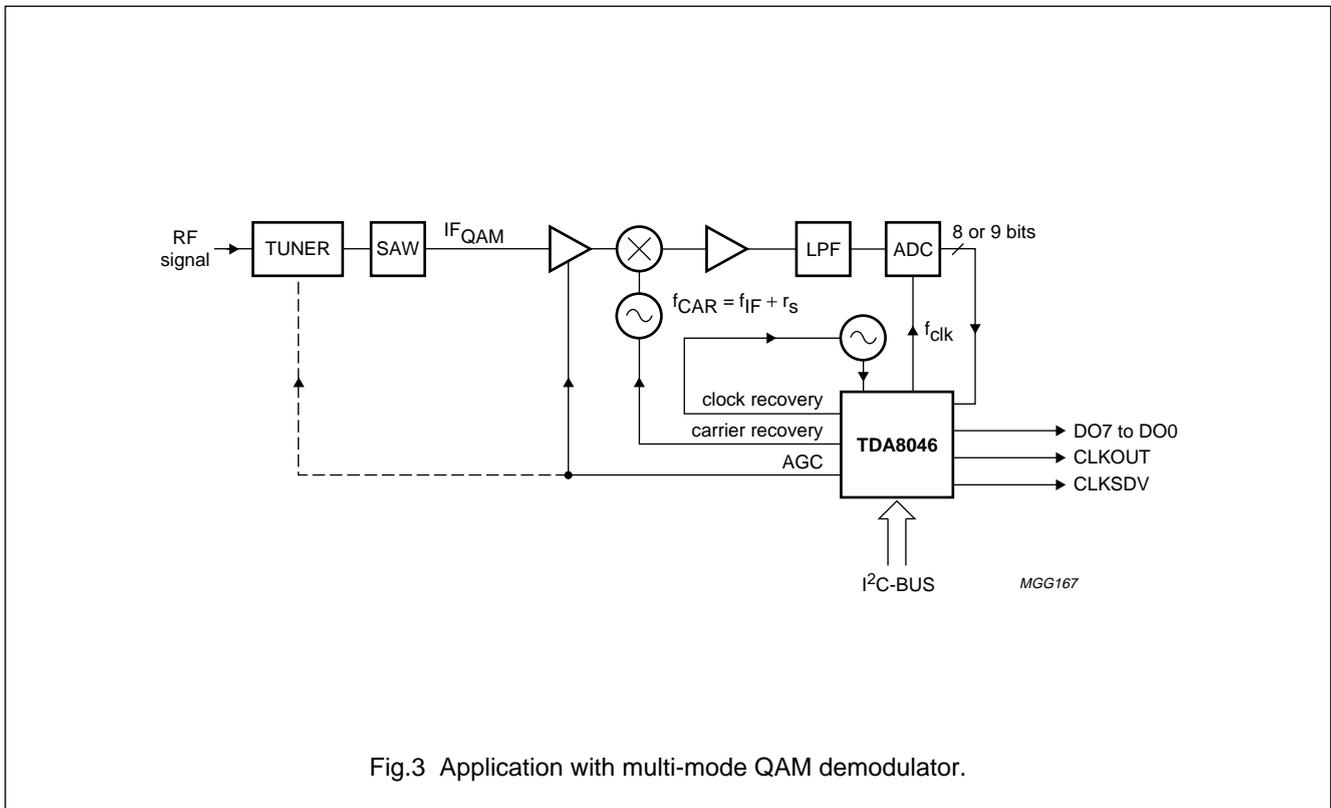 RF
signal
TUNER
SAW
IFQAM
LPF
ADC
8 or 9 bits
fCAR = fIF + rs
fclk
clock recovery
carrier recovery
AGC
TDA8046
DO7 to DO0
CLKOUT
CLKSDV
I2C-BUS
MGG167
Fig.3 Application with multi-mode QAM demodulator.